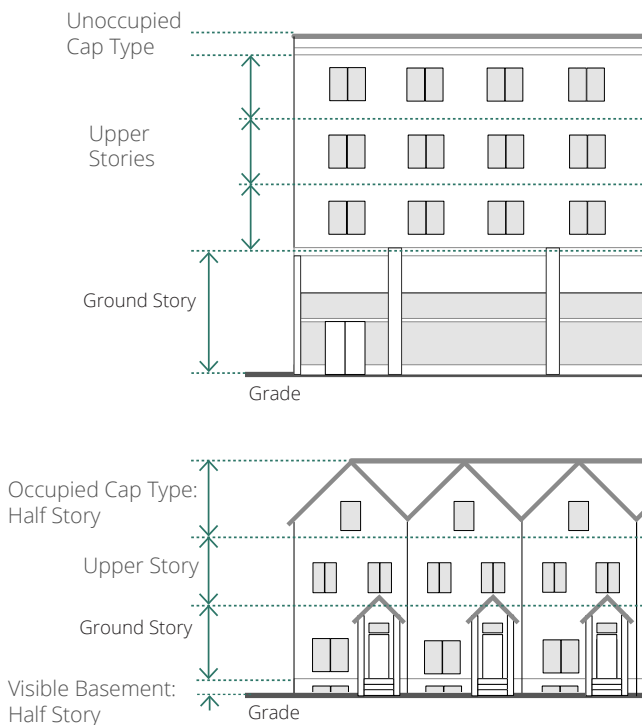 Unoccupied
Cap Type
Upper
Stories
Ground Story
Grade
Occupied Cap Type:
Half Story
Upper Story
Ground Story
Visible Basement:
Half Story
Grade